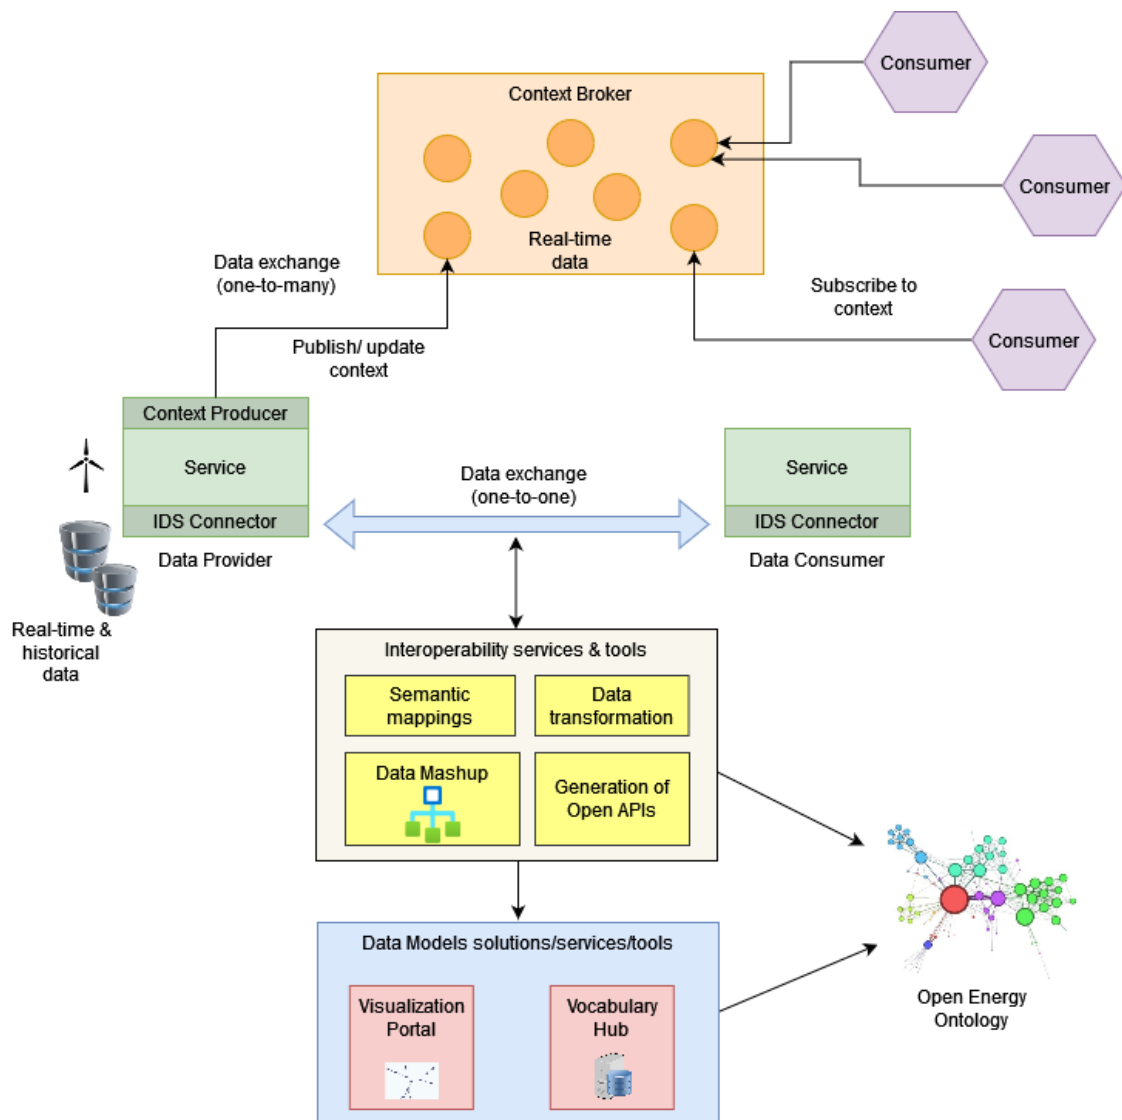 Consumer
Context Broker
Consumer
Real-time
data
Data exchange
(one-to-many)
Subscribe to
context
Consumer
Publish/ update
context
Context Producer
Service
IDS Connector
Data Provider
Real-time &
historical
data
Data exchange
(one-to-one)
Service
IDS Connector
Data Consumer
Interoperability services & tools
Semantic
mappings
Data
transformation
Data Mashup
Generation of
Open APIs
Data Models solutions/services/tools
Visualization
Portal
Vocabulary
Hub
Open Energy
Ontology